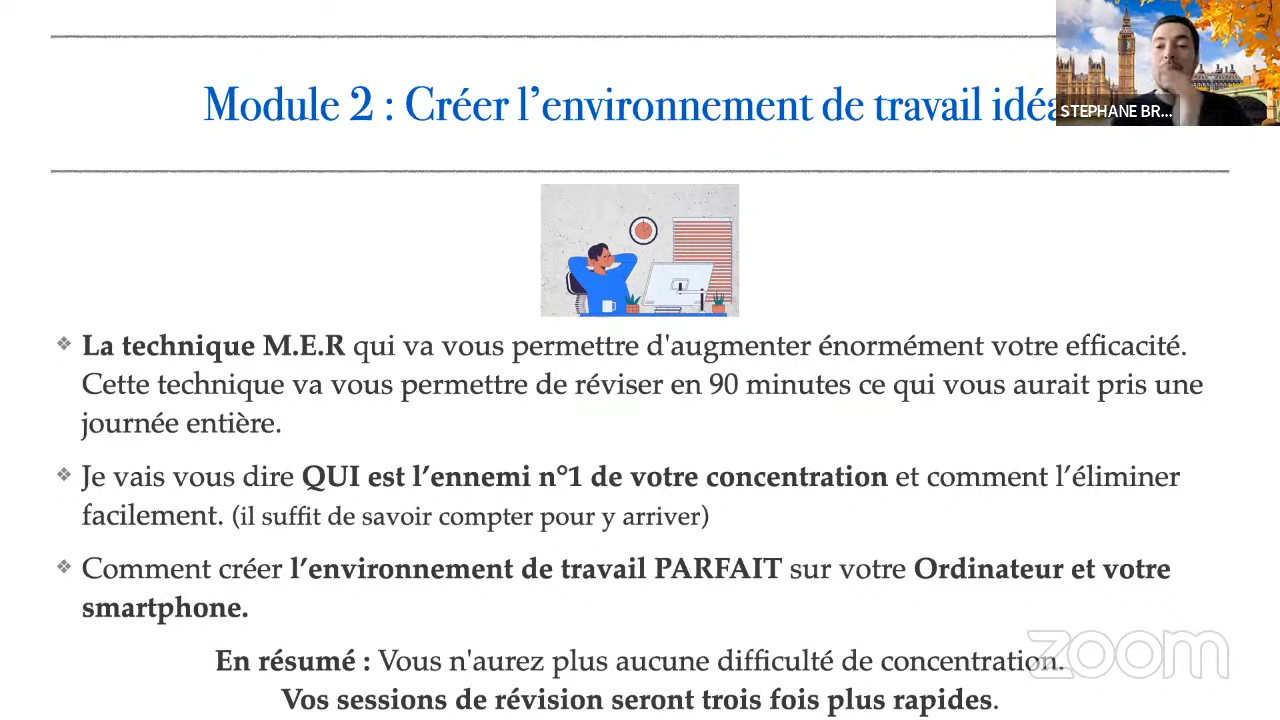 Module 2 : Créer l’environnement de travail
STEPHANE BR...
La technique M.E.R qui va vous permettre d'augmenter énormément votre efficacité.
Cette technique va vous permettre de réviser en 90 minutes ce qui vous aurait pris une
journée entière.
Je vais vous dire QUI est l’ennemi n°1 de votre concentration et comment l’éliminer
facilement. (il suffit de savoir compter pour y arriver)
Comment créer l’environnement de travail PARFAIT sur votre Ordinateur et votre
smartphone.
En résumé : Vous n'aurez plus aucune difficulté de concentration.
Vos sessions de révision seront trois fois plus rapides.
zoom